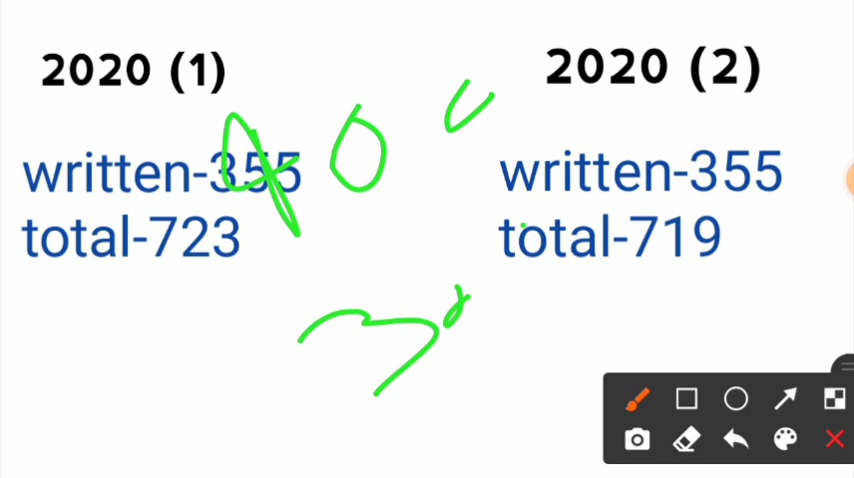 2020 (1)
written-355
total-723
2020 (2)
written-355
total-719